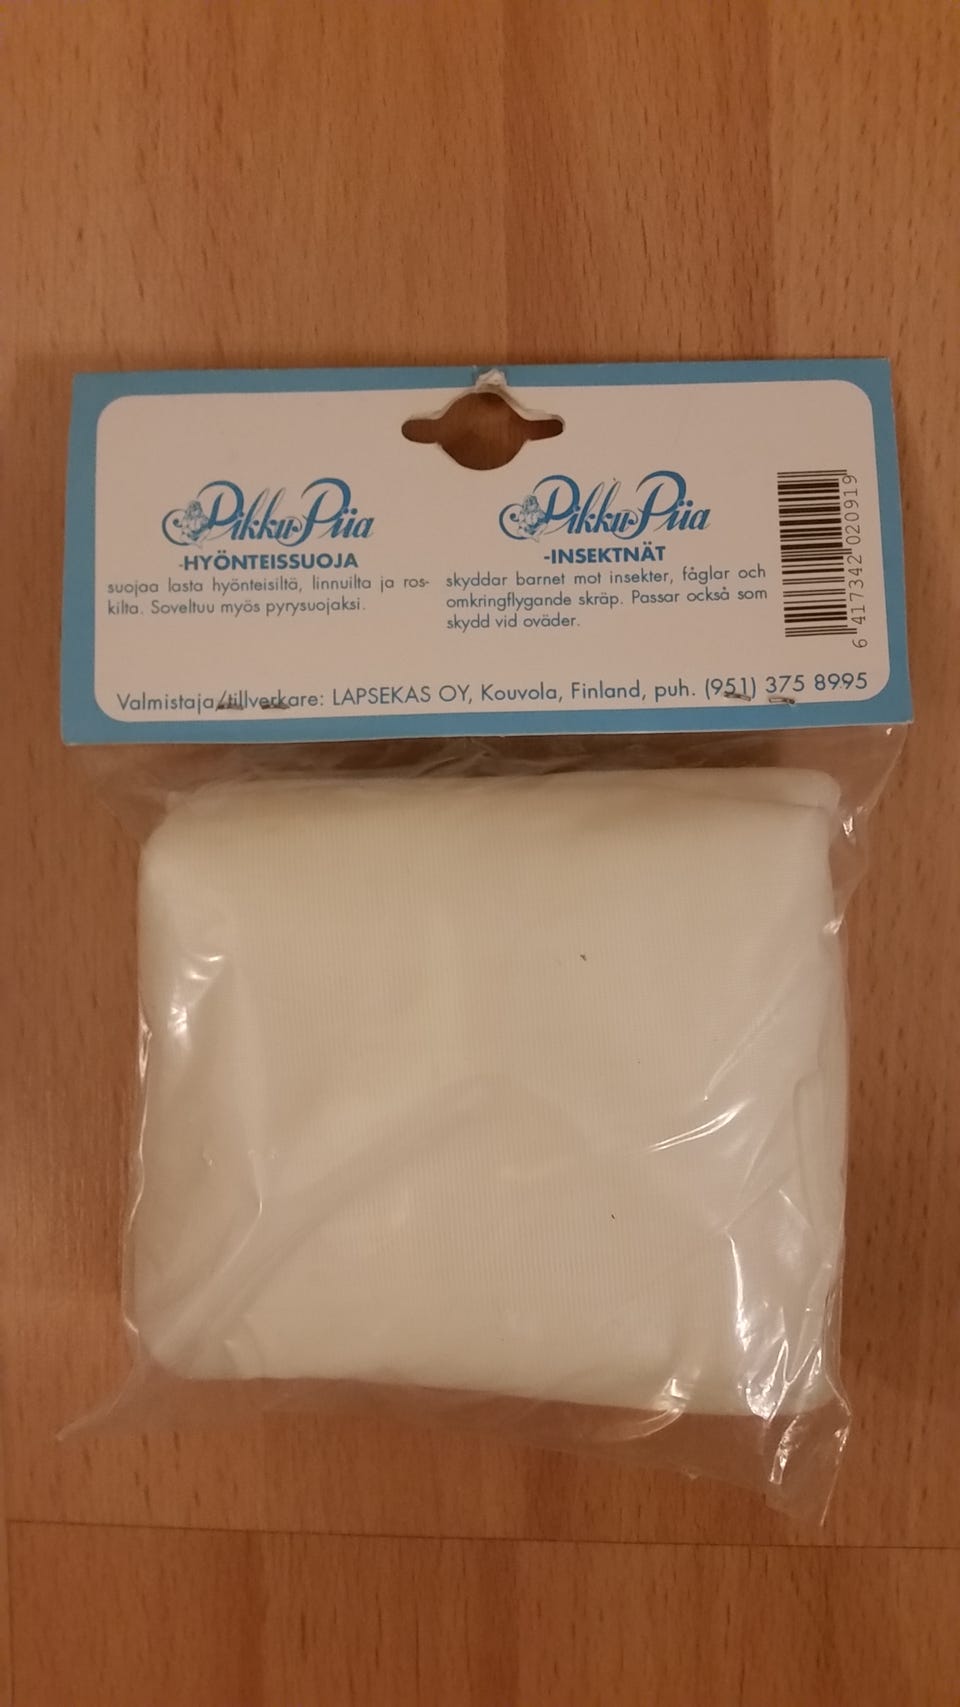 Pikku-Piia
-HYÖNTEISSUOJA
suojaa lasta hyönteisiltä, linnuilta ja ros-
kilta. Soveltuu myös pyrysuojaksi.
Pikku-Piia
-INSEKTNÄT
skyddar barnet mot insekter, fåglar och
omkringflygande skräp. Passar också som
skydd vid oväder.
6 417342 020919
Valmistaja/tillverkare: LAPSEKAS OY, Kouvola, Finland, puh. (951) 375 8995